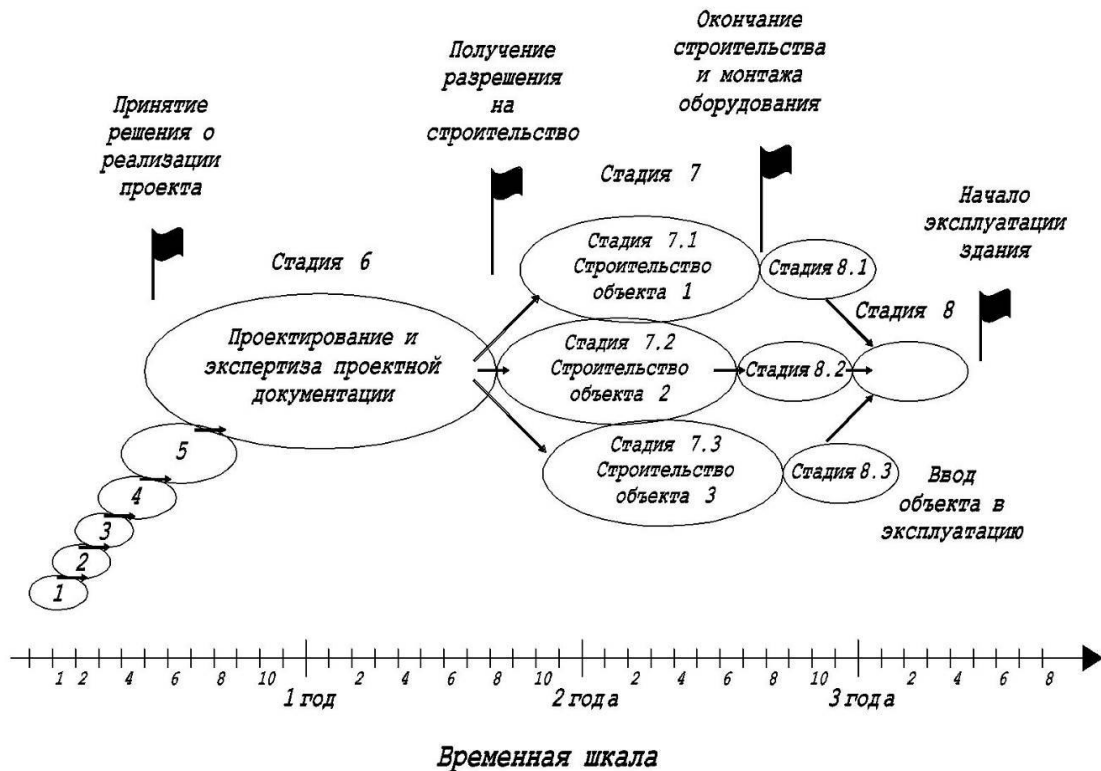 Принятие
решения о
реализации
проекта
Получение
разрешения
на
строительство
Окончание
строительства
и монтажа
оборудования
Начало
эксплуатации
здания
Стадия 6
Проектирование и
экспертиза проектной
документации
Стадия 7
Стадия 7.1
Строительство
объекта 1
Стадия 7.2
Строительство
объекта 2
Стадия 7.3
Строительство
объекта 3
Стадия 8.1
Стадия 8.2
Стадия 8.3
Стадия 8
Ввод
объекта в
эксплуатацию
5
4
3
2
1
1 2 4 6 8 10 2 4 6 8 10 2 4 6 8 10 2 4 6 8
1 год 2 года 3 года
Временная шкала